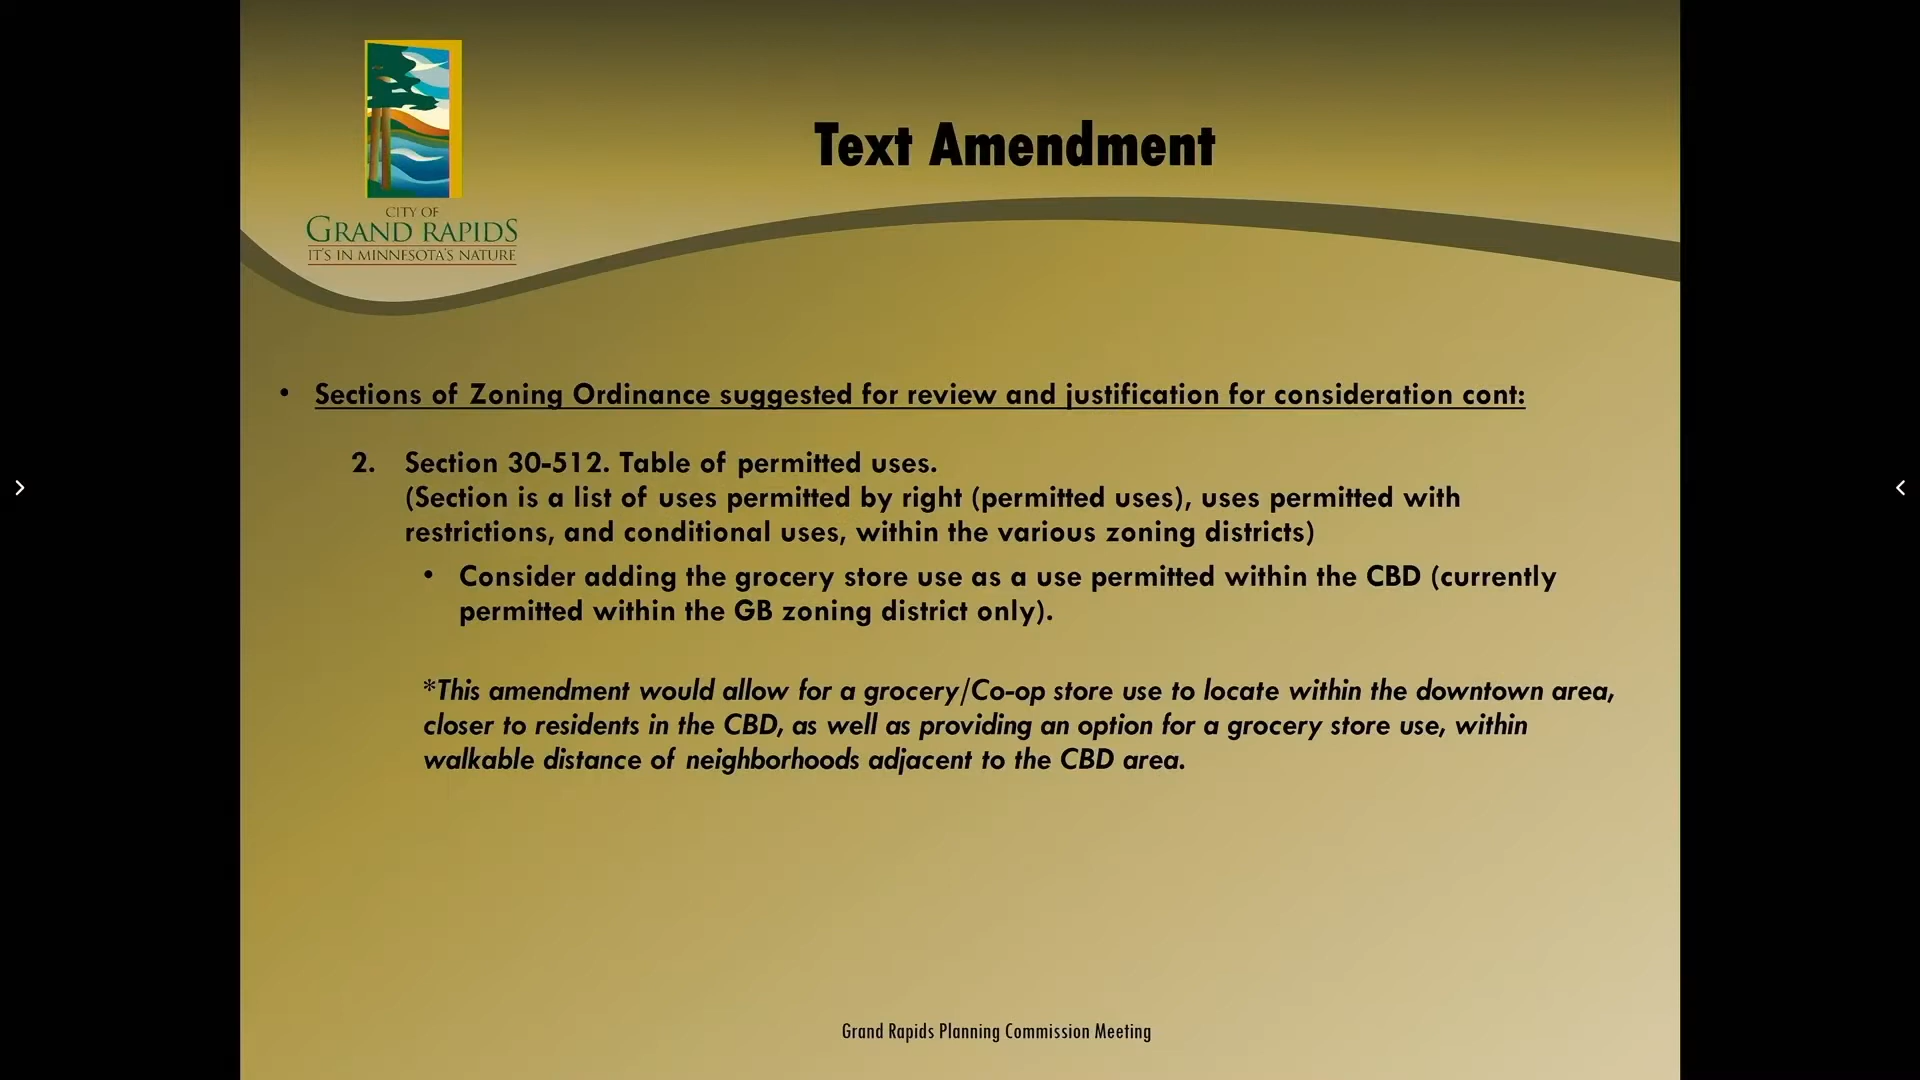 CITY OF
GRAND RAPIDS
IT'S IN MINNESOTA'S NATURE
Text Amendment
• Sections of Zoning Ordinance suggested for review and justification for consideration cont:
2. Section 30-512. Table of permitted uses.
(Section is a list of uses permitted by right (permitted uses), uses permitted with
restrictions, and conditional uses, within the various zoning districts)
• Consider adding the grocery store use as a use permitted within the CBD (currently
permitted within the GB zoning district only).
*This amendment would allow for a grocery/Co-op store use to locate within the downtown area,
closer to residents in the CBD, as well as providing an option for a grocery store use, within
walkable distance of neighborhoods adjacent to the CBD area.
Grand Rapids Planning Commission Meeting